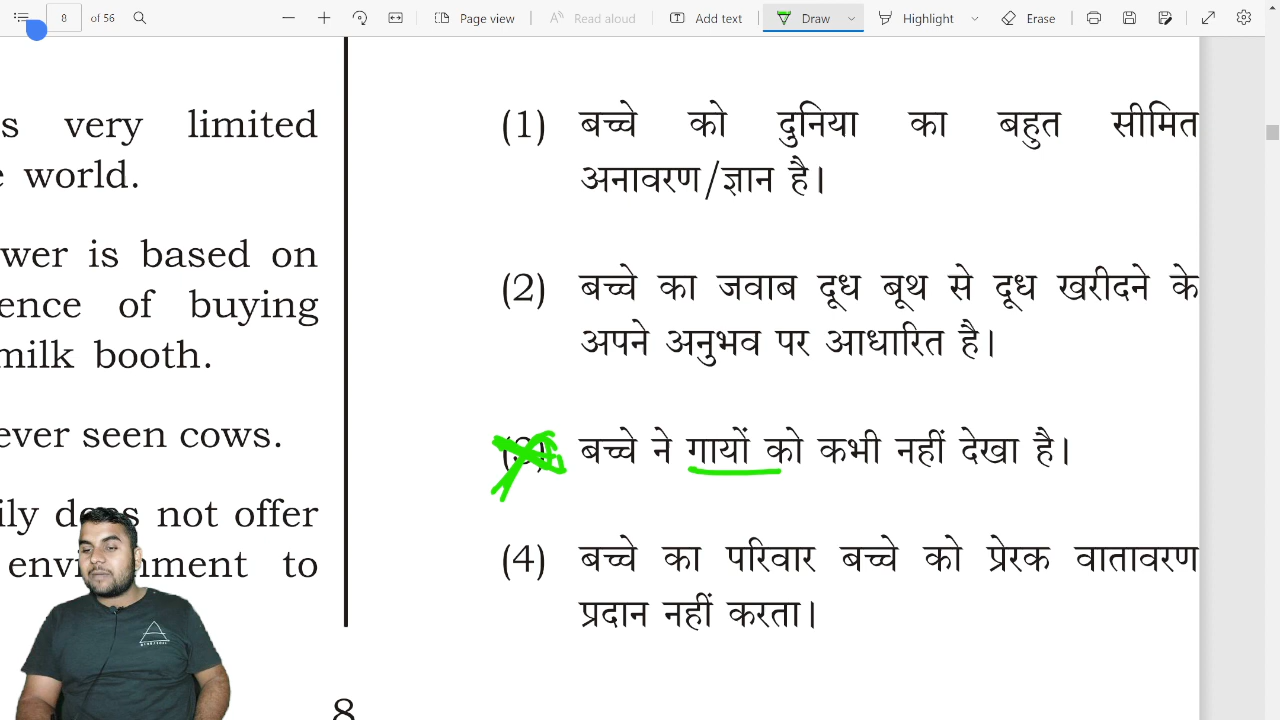 8 of 56 Page view Read aloud Add text Draw Highlight Erase
s very limited
e world.
wer is based on
ence of buying
milk booth.
ever seen cows.
ily does not offer
environment to
(1) बच्चे को दुनिया का बहुत सीमित
अनावरण/ज्ञान है।
(2) बच्चे का जवाब दूध बूथ से दूध खरीदने के
अपने अनुभव पर आधारित है।
(3) बच्चे ने गायों को कभी नहीं देखा है।
(4) बच्चे का परिवार बच्चे को प्रेरक वातावरण
प्रदान नहीं करता।
8